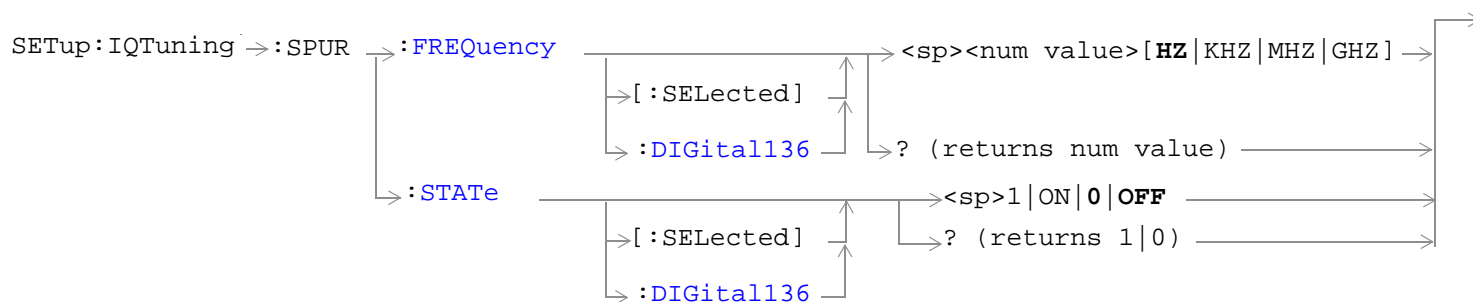 SETup:IQTuning :SPUR :FREQuency <sp><num value>[HZ|KHZ|MHZ|GHZ]
[:SELected]
:DIGital136 ? (returns num value)
:STATe <sp>1|ON|0|OFF
[:SELected] ? (returns 1|0)
:DIGital136